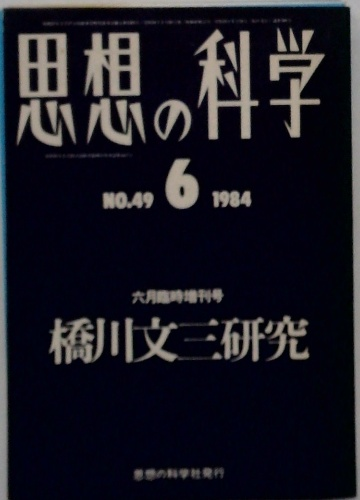 思想の科学
NO.49 6 1984
六月臨時増刊号
橋川文三研究
思想の科学社発行